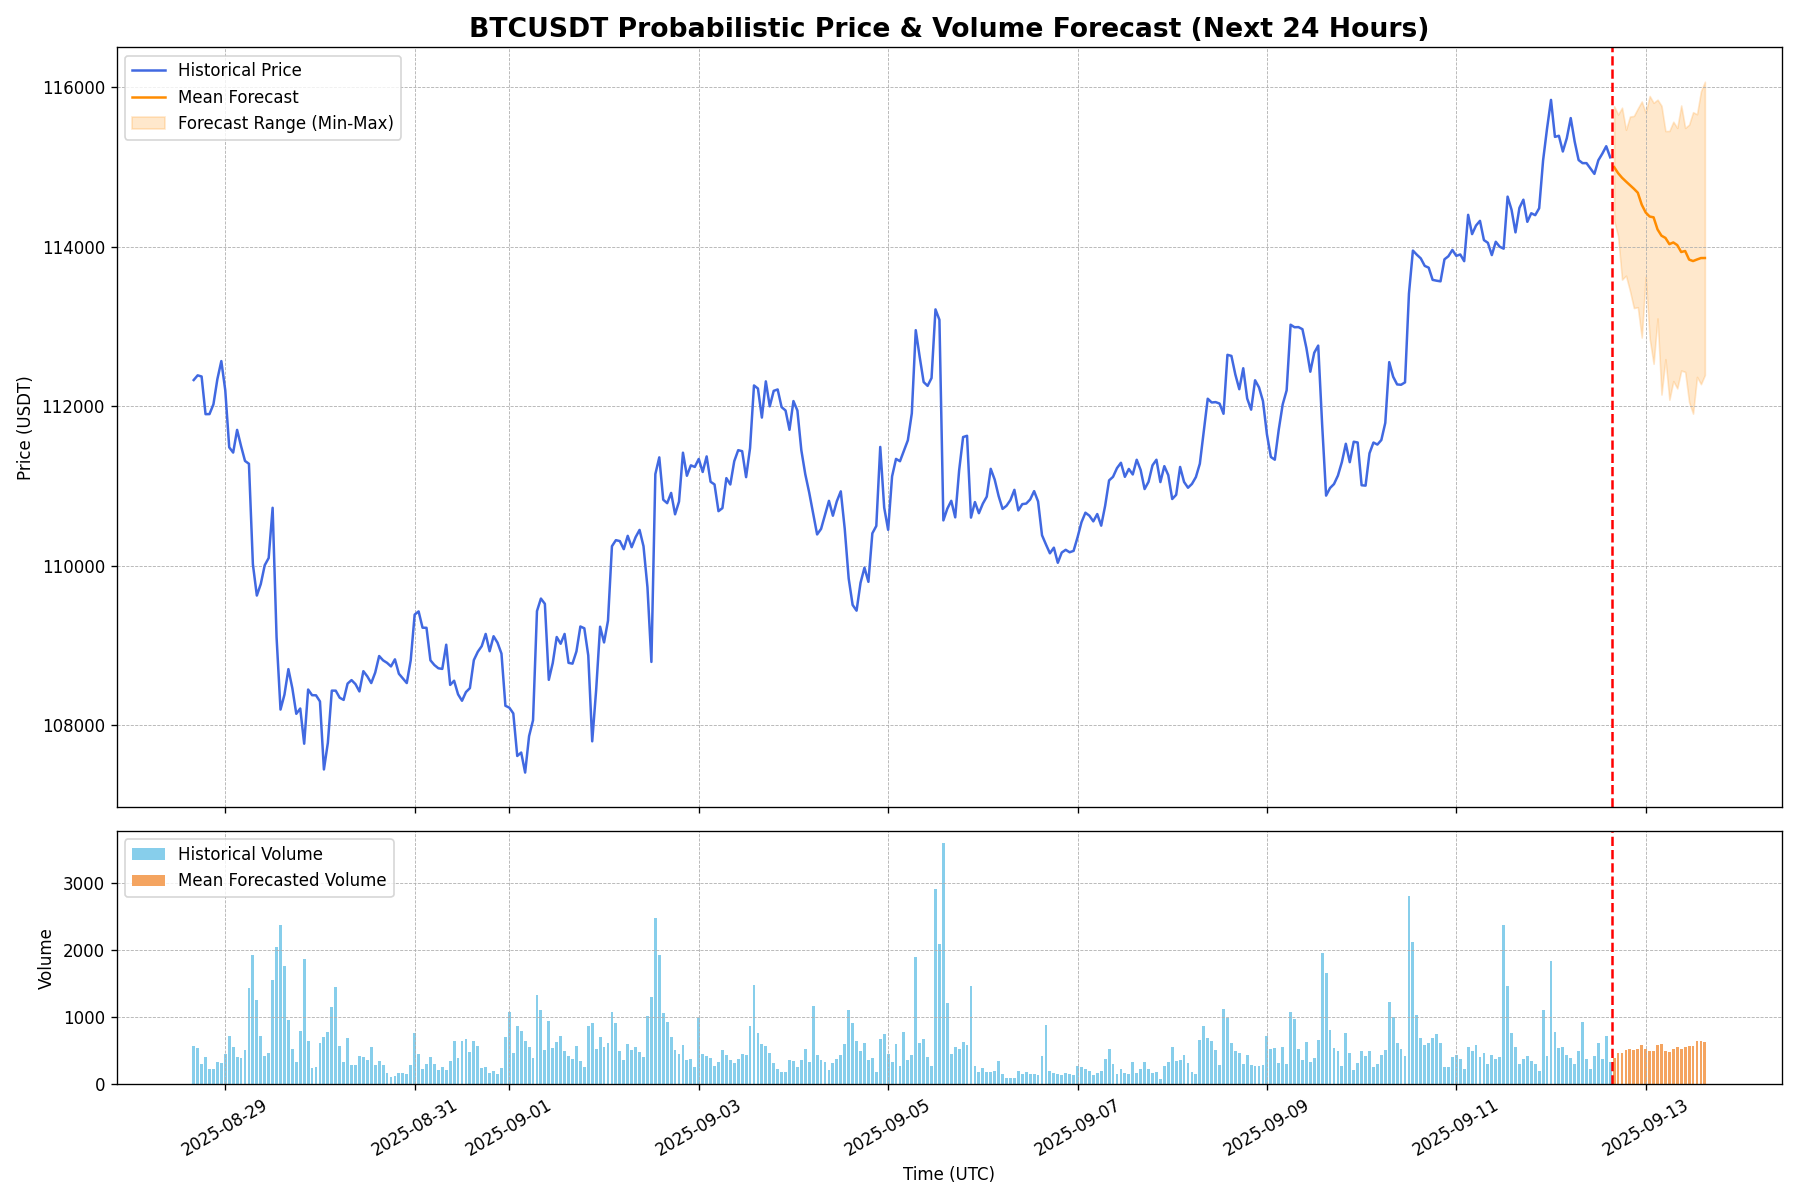 BTCUSDT Probabilistic Price & Volume Forecast (Next 24 Hours)
Historical Price
Mean Forecast
Forecast Range (Min-Max)
116000
114000
112000
110000
108000
Price (USDT)
Historical Volume
Mean Forecasted Volume
3000
2000
1000
0
Volume
2025-08-29
2025-08-31
2025-09-01
2025-09-03
2025-09-05
2025-09-07
2025-09-09
2025-09-11
2025-09-13
Time (UTC)